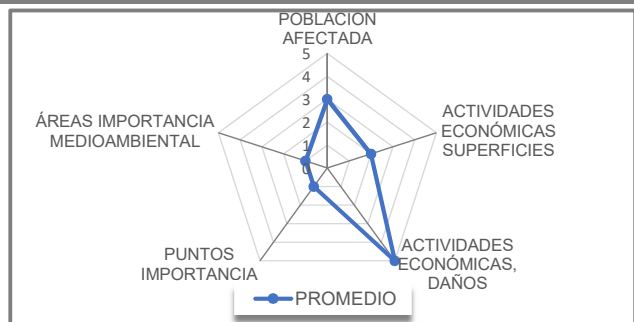 POBLACION
AFECTADA
5
4
3
2
1
0
ACTIVIDADES
ECONÓMICAS
SUPERFICIES
ACTIVIDADES
ECONÓMICAS,
DAÑOS
PUNTOS
IMPORTANCIA
ÁREAS IMPORTANCIA
MEDIOAMBIENTAL
PROMEDIO